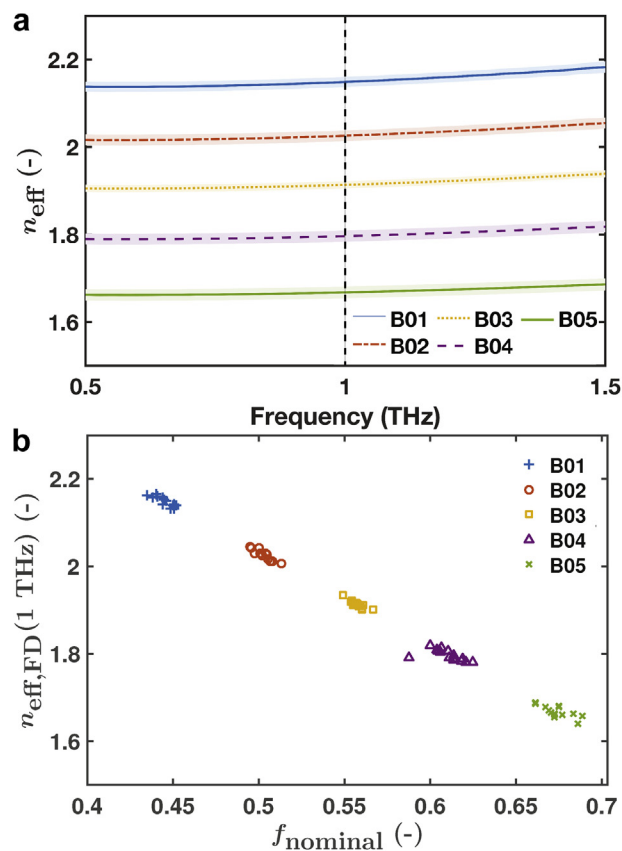 a
2.2
2
1.8
1.6
n_eff (-)
B01 B03 B05
B02 B04
0.5 1 1.5
Frequency (THz)
b
2.2
2
1.8
1.6
n_eff,FD(1 THz) (-)
B01
B02
B03
B04
B05
0.4 0.45 0.5 0.55 0.6 0.65 0.7
f_nominal (-)